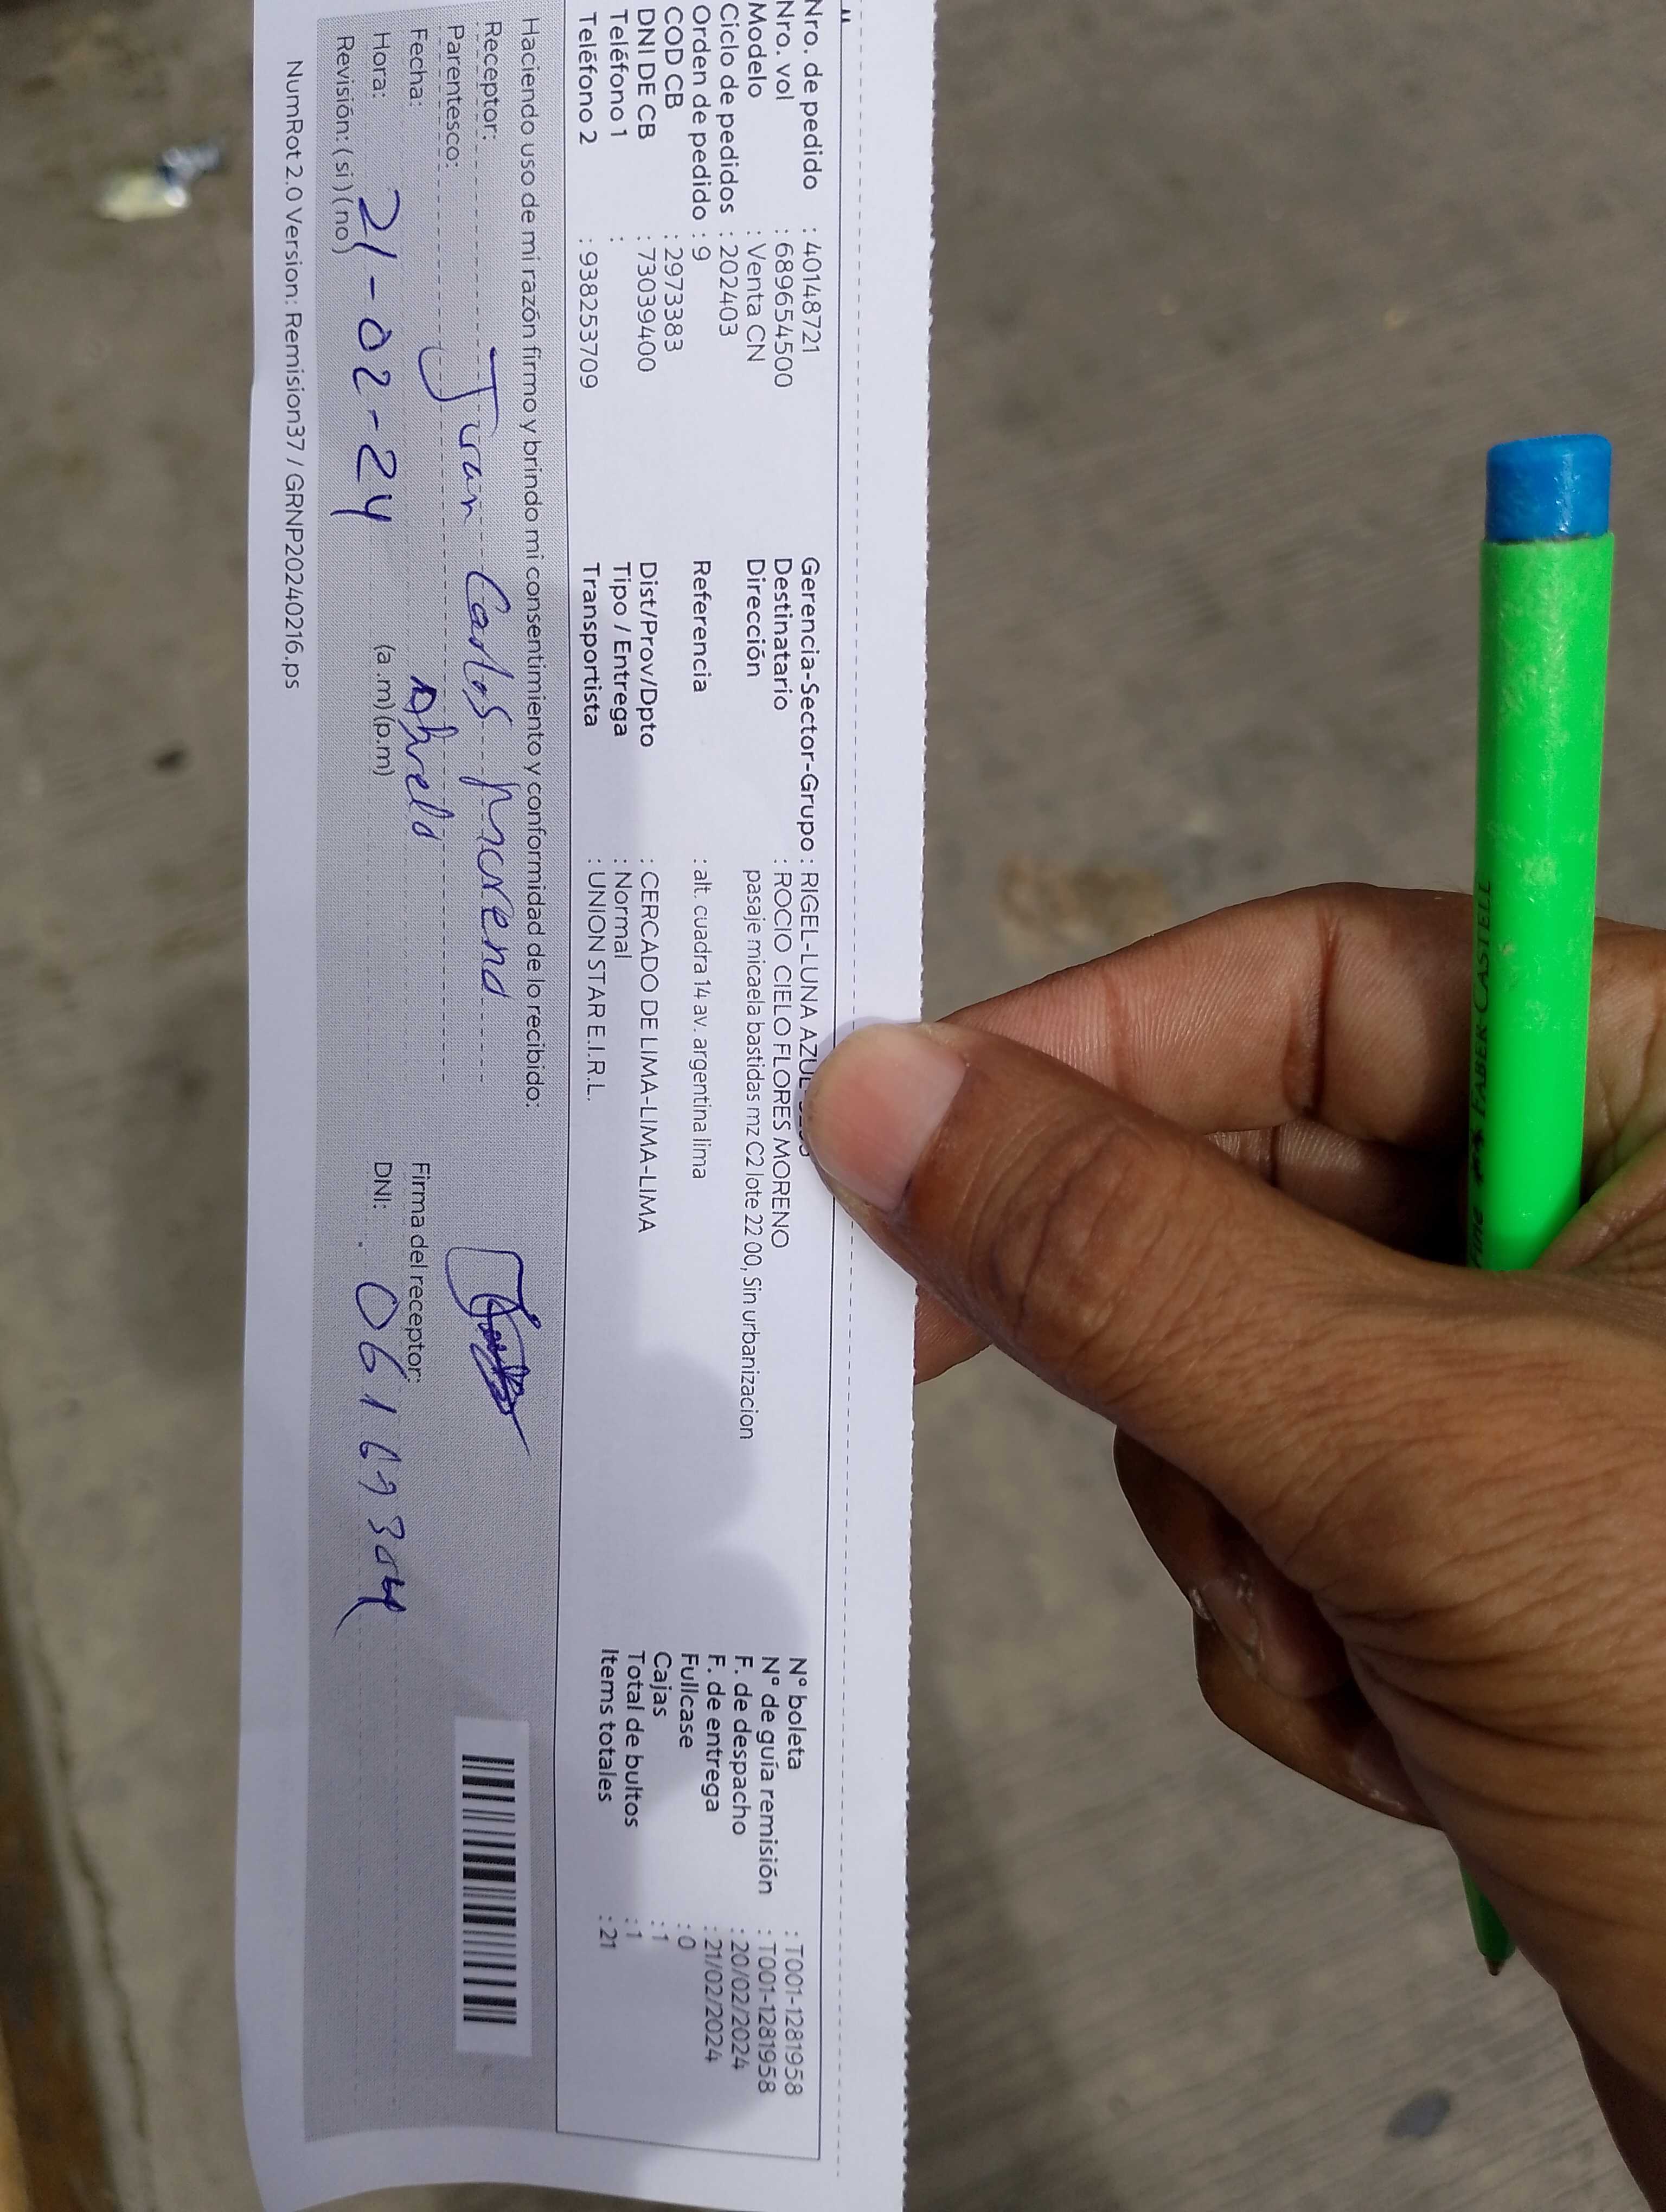 Nro. de pedido : 40148721
Nro. vol : 689654500
Modelo : Venta CN
Ciclo de pedidos : 202403
Orden de pedido : 9
COD CB : 2973383
DNI DE CB : 73039400
Teléfono 1 :
Teléfono 2 : 938253709
Gerencia-Sector-Grupo : RIGEL-LUNA AZUL
Destinatario : ROCIO CIELO FLORES MORENO
Dirección pasaje micaela bastidas mz C2 lote 22 00, Sin urbanizacion
Referencia : alt. cuadra 14 av. argentina lima
Dist/Prov/Dpto : CERCADO DE LIMA-LIMA-LIMA
Tipo / Entrega : Normal
Transportista : UNION STAR E.I.R.L.
N° boleta : T001-1281958
N° de guía remisión : T001-1281958
F. de despacho : 20/02/2024
F. de entrega : 21/02/2024
Fullcase : 0
Cajas : 1
Total de bultos : 1
Items totales : 21
Haciendo uso de mi razón firmo y brindo mi consentimiento y conformidad de lo recibido:
Receptor: Juan Carlos Moreno
Parentesco: Abuelo
Fecha: 21-02-24
Hora: (a .m) (p.m)
Revisión: ( si ) ( no )
Firma del receptor:
DNI:
NumRot 2.0 Version: Remision37 / GRNP20240216.ps
FABER CASTELL